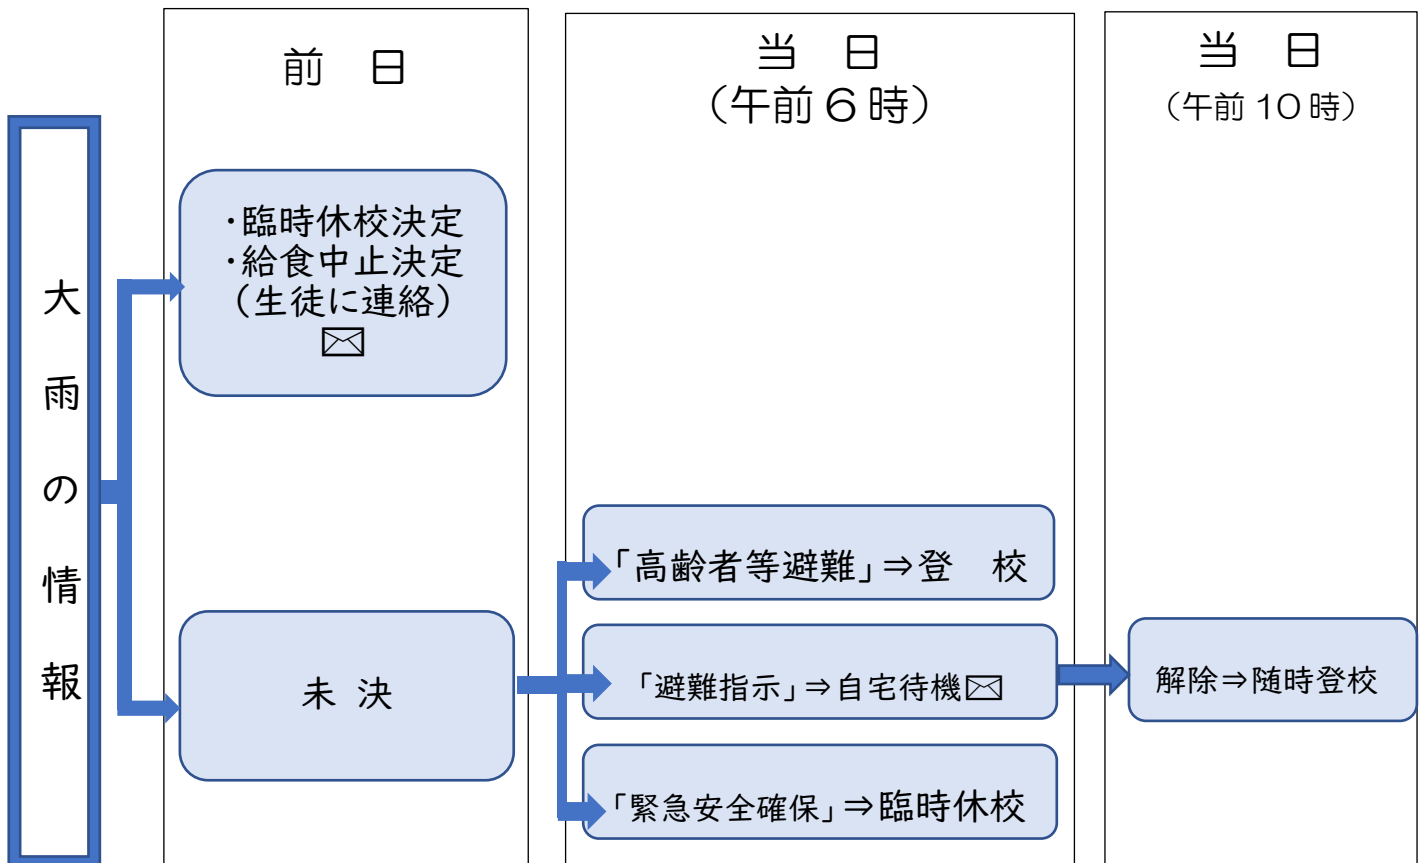 大雨の情報
前　日
・臨時休校決定
・給食中止決定
（生徒に連絡）
✉
未 決
当　日
（午前６時）
「高齢者等避難」⇒登　校
「避難指示」⇒自宅待機✉
「緊急安全確保」⇒臨時休校
当　日
（午前 10 時）
解除⇒随時登校